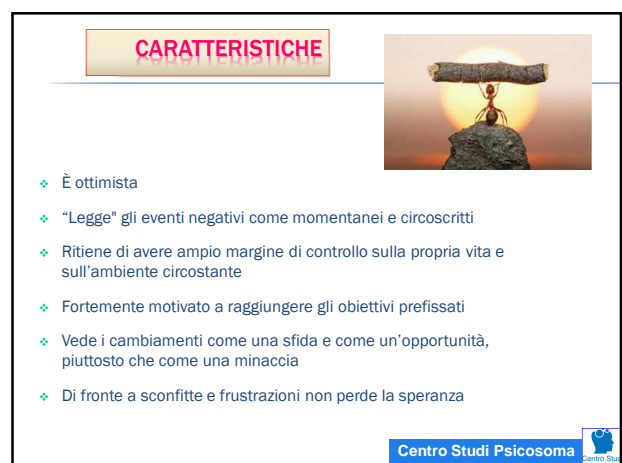 CARATTERISTICHE
È ottimista
“Legge" gli eventi negativi come momentanei e circoscritti
Ritiene di avere ampio margine di controllo sulla propria vita e
sull’ambiente circostante
Fortemente motivato a raggiungere gli obiettivi prefissati
Vede i cambiamenti come una sfida e come un’opportunità,
piuttosto che come una minaccia
Di fronte a sconfitte e frustrazioni non perde la speranza
Centro Studi Psicosoma
Centro Stud